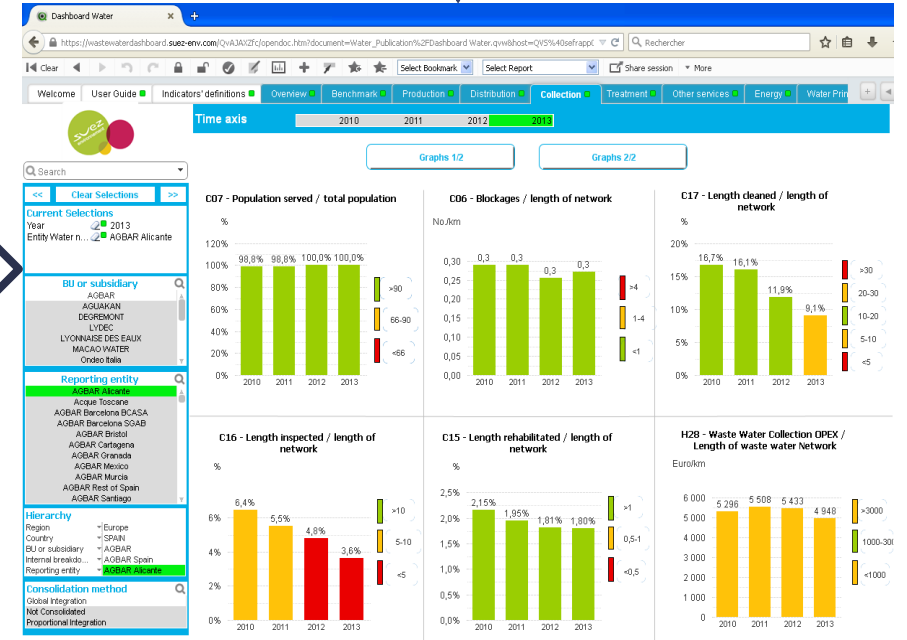 Dashboard Water
https://wastewaterdashboard.suez-env.com/QvAJAXZfc/opendoc.htm?document=Water_Publication%2FDashboard Water.qvw&host=QVS%40sefrapp
Rechercher
Clear
Select Bookmark
Select Report
Share session
More
Welcome
User Guide
Indicators' definitions
Overview
Benchmark
Production
Distribution
Collection
Treatment
Other services
Energy
Water Prin
suez
Time axis
2010 2011 2012 2013
Graphs 1/2
Graphs 2/2
Search
<< Clear Selections >>
Current Selections
Year 2013
Entity Water n... AGBAR Alicante
BU or subsidiary
AGBAR
AGUAKAN
DEGREMONT
LYDEC
LYONNAISE DES EAUX
MACAO WATER
Ondeo Italia
Reporting entity
AGBAR Alicante
Acque Toscane
AGBAR Barcelona BCASA
AGBAR Barcelona SGAB
AGBAR Bristol
AGBAR Cartagena
AGBAR Granada
AGBAR Mexico
AGBAR Murcia
AGBAR Rest of Spain
AGBAR Santiago
Hierarchy
Region Europe
Country SPAIN
BU or subsidiary AGBAR
Internal breakdo... AGBAR Spain
Reporting entity AGBAR Alicante
Consolidation method
Global Integration
Not Consolidated
Proportional Integration
C07 - Population served / total population
%
120%
100%
80%
60%
40%
20%
0%
98,8% 98,8% 100,0% 100,0%
2010 2011 2012 2013
>90
66-90
<66
C06 - Blockages / length of network
No./km
0,30
0,25
0,20
0,15
0,10
0,05
0,00
0,3 0,3 0,3 0,3
2010 2011 2012 2013
>4
1-4
<1
C17 - Length cleaned / length of
network
%
20%
15%
10%
5%
0%
16,7% 16,1% 11,9% 9,1%
2010 2011 2012 2013
>30
20-30
10-20
5-10
<5
C16 - Length inspected / length of
network
%
6%
4%
2%
0%
6,4% 5,5% 4,8% 3,6%
2010 2011 2012 2013
>10
5-10
<5
C15 - Length rehabilitated / length of
network
%
2,5%
2,0%
1,5%
1,0%
0,5%
0,0%
2,15% 1,95% 1,81% 1,80%
2010 2011 2012 2013
>1
0,5-1
<0,5
H28 - Waste Water Collection OPEX /
Length of waste water Network
Euro/km
6 000
5 000
4 000
3 000
2 000
1 000
0
5 296 5 508 5 433 4 948
2010 2011 2012 2013
>3000
1000-300
<1000